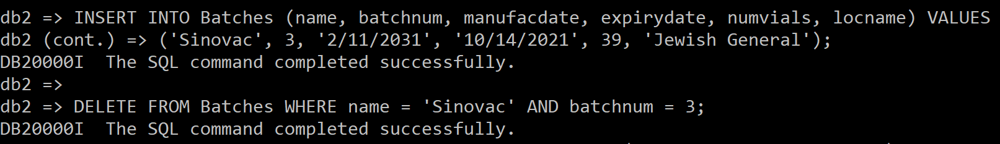 db2 => INSERT INTO Batches (name, batchnum, manufacdate, expirydate, numvials, locname) VALUES
db2 (cont.) => ('Sinovac', 3, '2/11/2031', '10/14/2021', 39, 'Jewish General');
DB20000I  The SQL command completed successfully.
db2 =>
db2 => DELETE FROM Batches WHERE name = 'Sinovac' AND batchnum = 3;
DB20000I  The SQL command completed successfully.